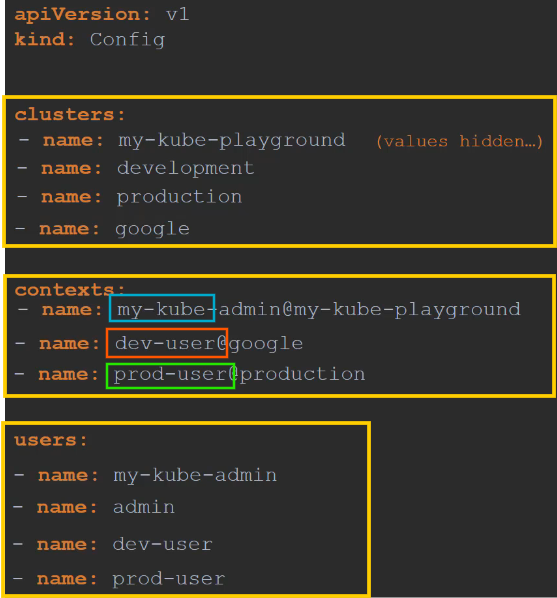 apiVersion: v1
kind: Config
clusters:
- name: my-kube-playground (values hidden…)
- name: development
- name: production
- name: google
contexts:
- name: my-kube-admin@my-kube-playground
- name: dev-user@google
- name: prod-user@production
users:
- name: my-kube-admin
- name: admin
- name: dev-user
- name: prod-user